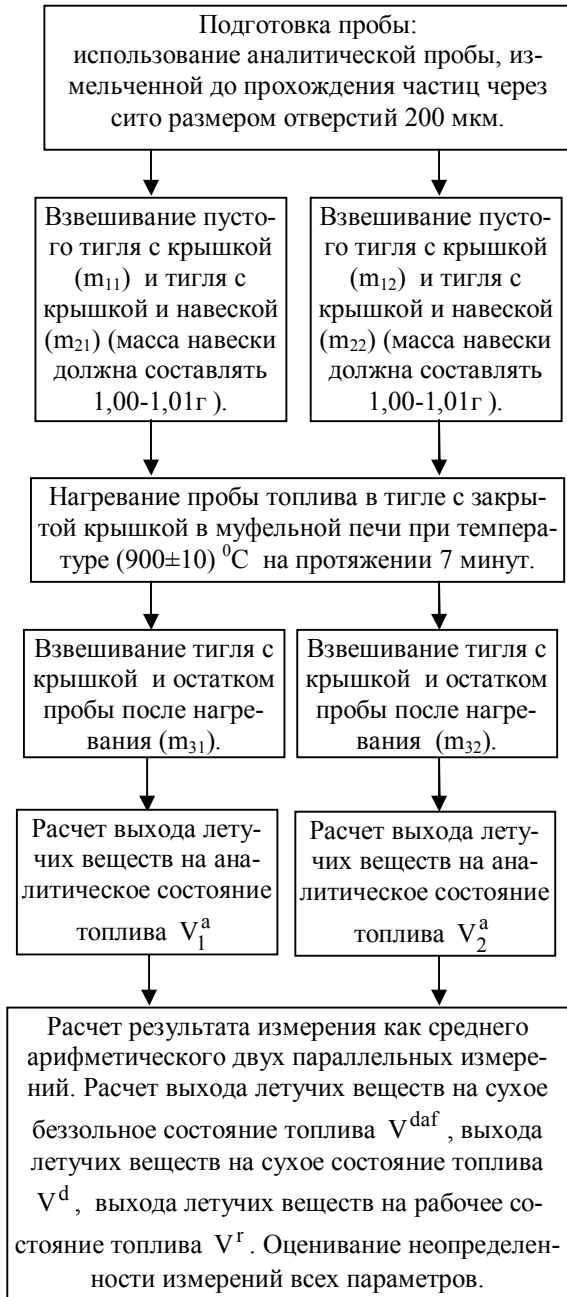 Подготовка пробы:
использование аналитической пробы, из-
мельченной до прохождения частиц через
сито размером отверстий 200 мкм.
Взвешивание пусто-
го тигля с крышкой
(m₁₁) и тигля с
крышкой и навеской
(m₂₁) (масса навески
должна составлять
1,00-1,01г ).
Взвешивание пусто-
го тигля с крышкой
(m₁₂) и тигля с
крышкой и навеской
(m₂₂) (масса навески
должна составлять
1,00-1,01г ).
Нагревание пробы топлива в тигле с закры-
той крышкой в муфельной печи при темпера-
туре (900±10) ⁰С на протяжении 7 минут.
Взвешивание тигля с
крышкой и остатком
пробы после нагре-
вания (m₃₁).
Взвешивание тигля с
крышкой и остатком
пробы после нагре-
вания (m₃₂).
Расчет выхода лету-
чих веществ на ана-
литическое состояние
топлива V₁ᵃ
Расчет выхода лету-
чих веществ на ана-
литическое состояние
топлива V₂ᵃ
Расчет результата измерения как среднего
арифметического двух параллельных измере-
ний. Расчет выхода летучих веществ на сухое
беззольное состояние топлива V^daf , выхода
летучих веществ на сухое состояние топлива
V^d , выхода летучих веществ на рабочее со-
стояние топлива V^r . Оценивание неопределен-
ности измерений всех параметров.